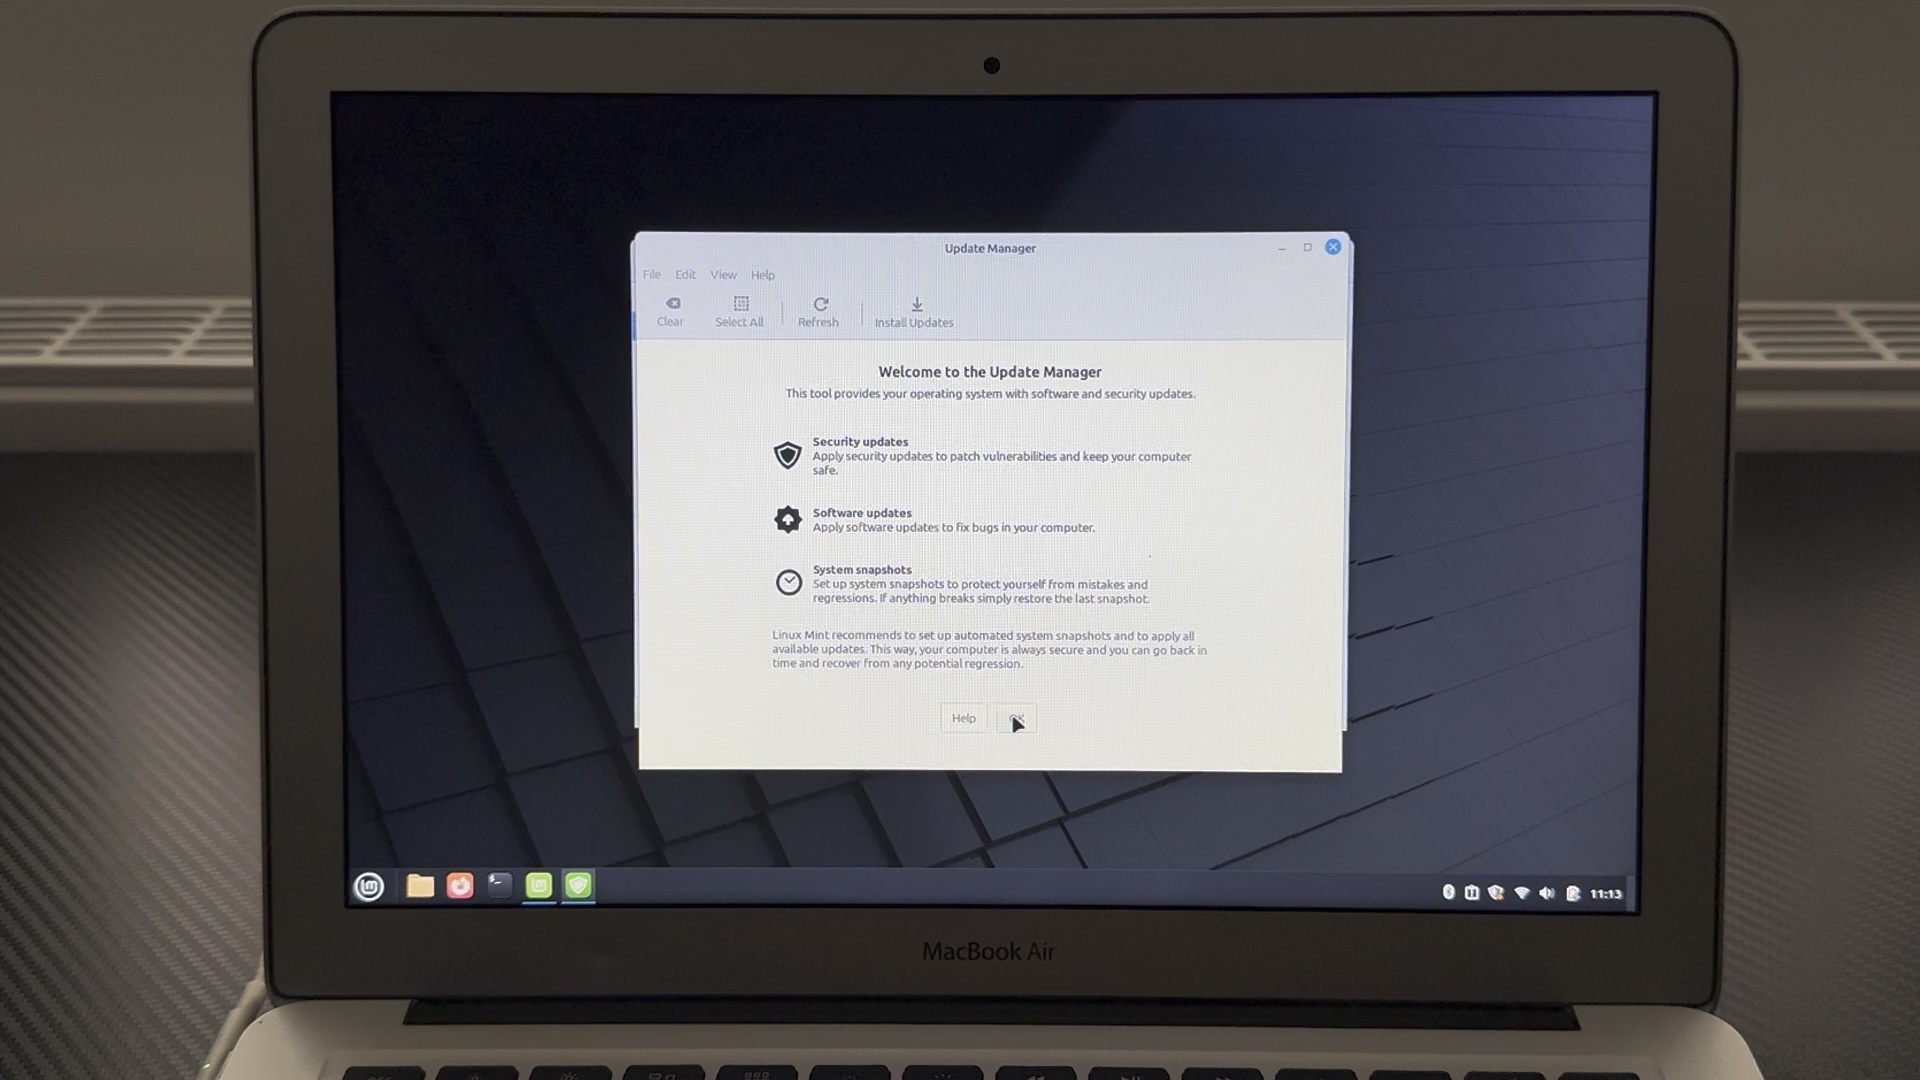 Update Manager
File Edit View Help
Clear Select All Refresh Install Updates
Welcome to the Update Manager
This tool provides your operating system with software and security updates.
Security updates
Apply security updates to patch vulnerabilities and keep your computer
safe.
Software updates
Apply software updates to fix bugs in your computer.
System snapshots
Set up system snapshots to protect yourself from mistakes and
regressions. If anything breaks simply restore the last snapshot.
Linux Mint recommends to set up automated system snapshots and to apply all
available updates. This way, your computer is always secure and you can go back in
time and recover from any potential regression.
Help
11:13
MacBook Air